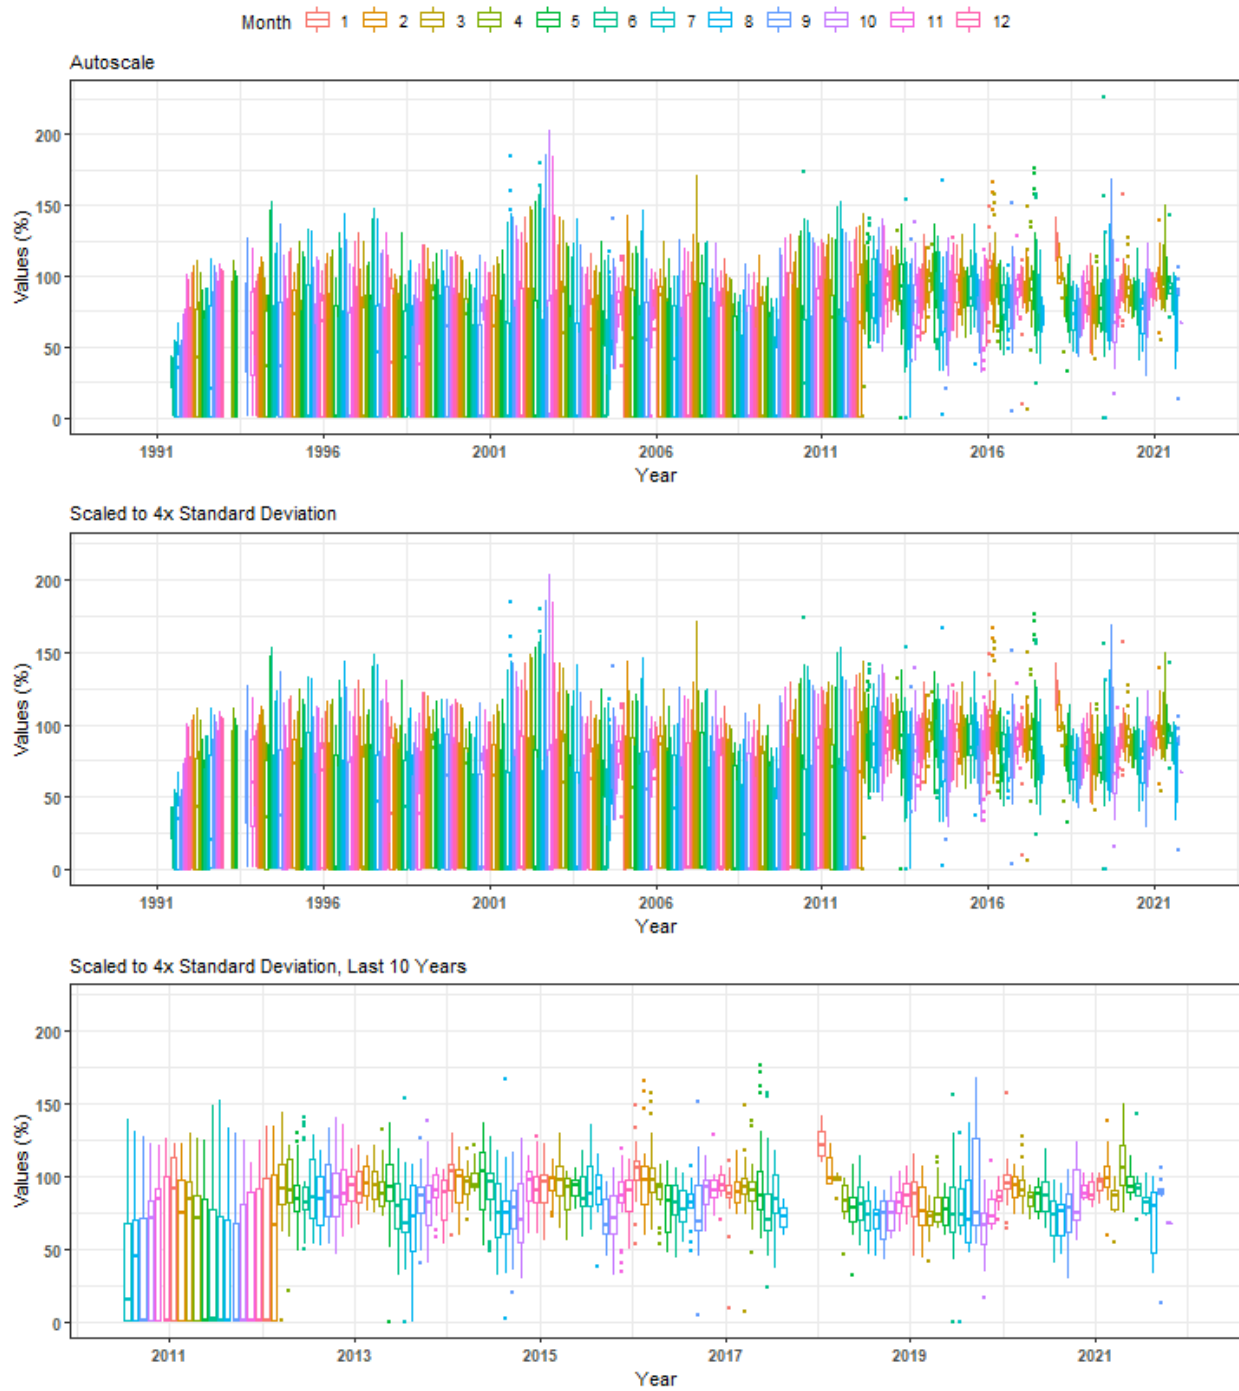 Month 1 2 3 4 5 6 7 8 9 10 11 12
Autoscale
200
150
100
50
0
Values (%)
1991 1996 2001 2006 2011 2016 2021
Year
Scaled to 4x Standard Deviation
200
150
100
50
0
Values (%)
1991 1996 2001 2006 2011 2016 2021
Year
Scaled to 4x Standard Deviation, Last 10 Years
200
150
100
50
0
Values (%)
2011 2013 2015 2017 2019 2021
Year